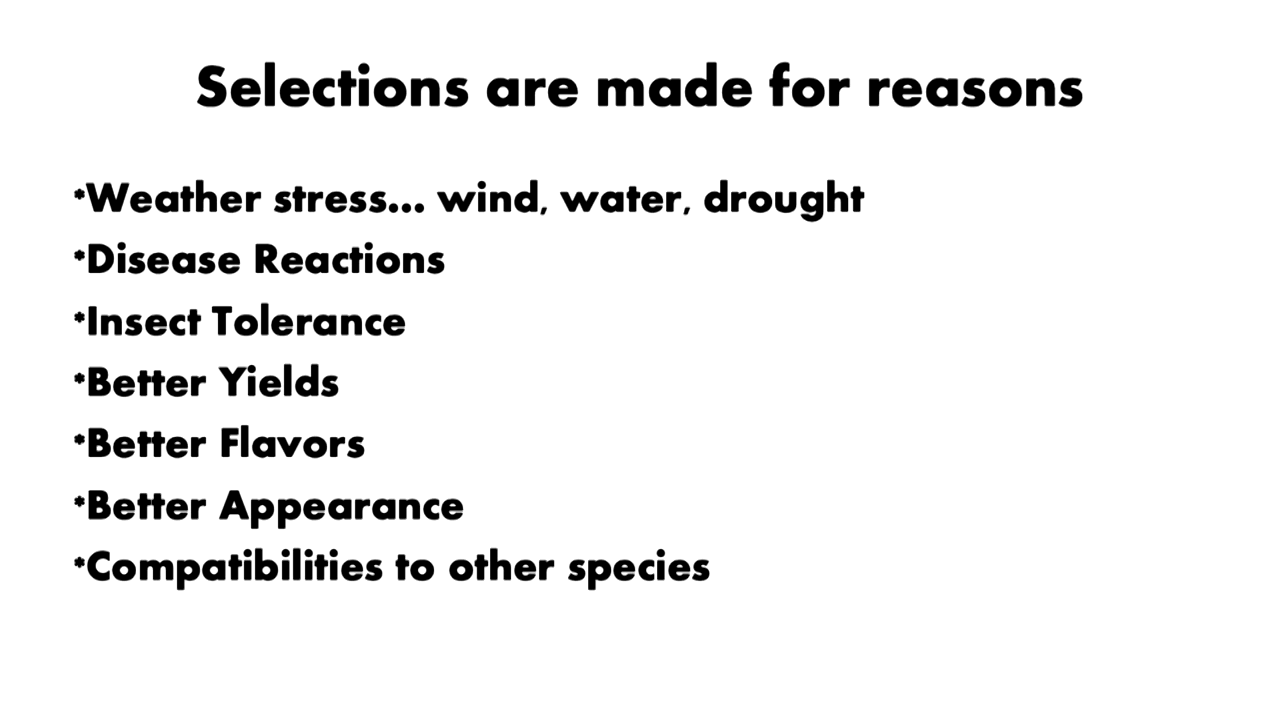 Selections are made for reasons
*Weather stress... wind, water, drought
*Disease Reactions
*Insect Tolerance
*Better Yields
*Better Flavors
*Better Appearance
*Compatibilities to other species